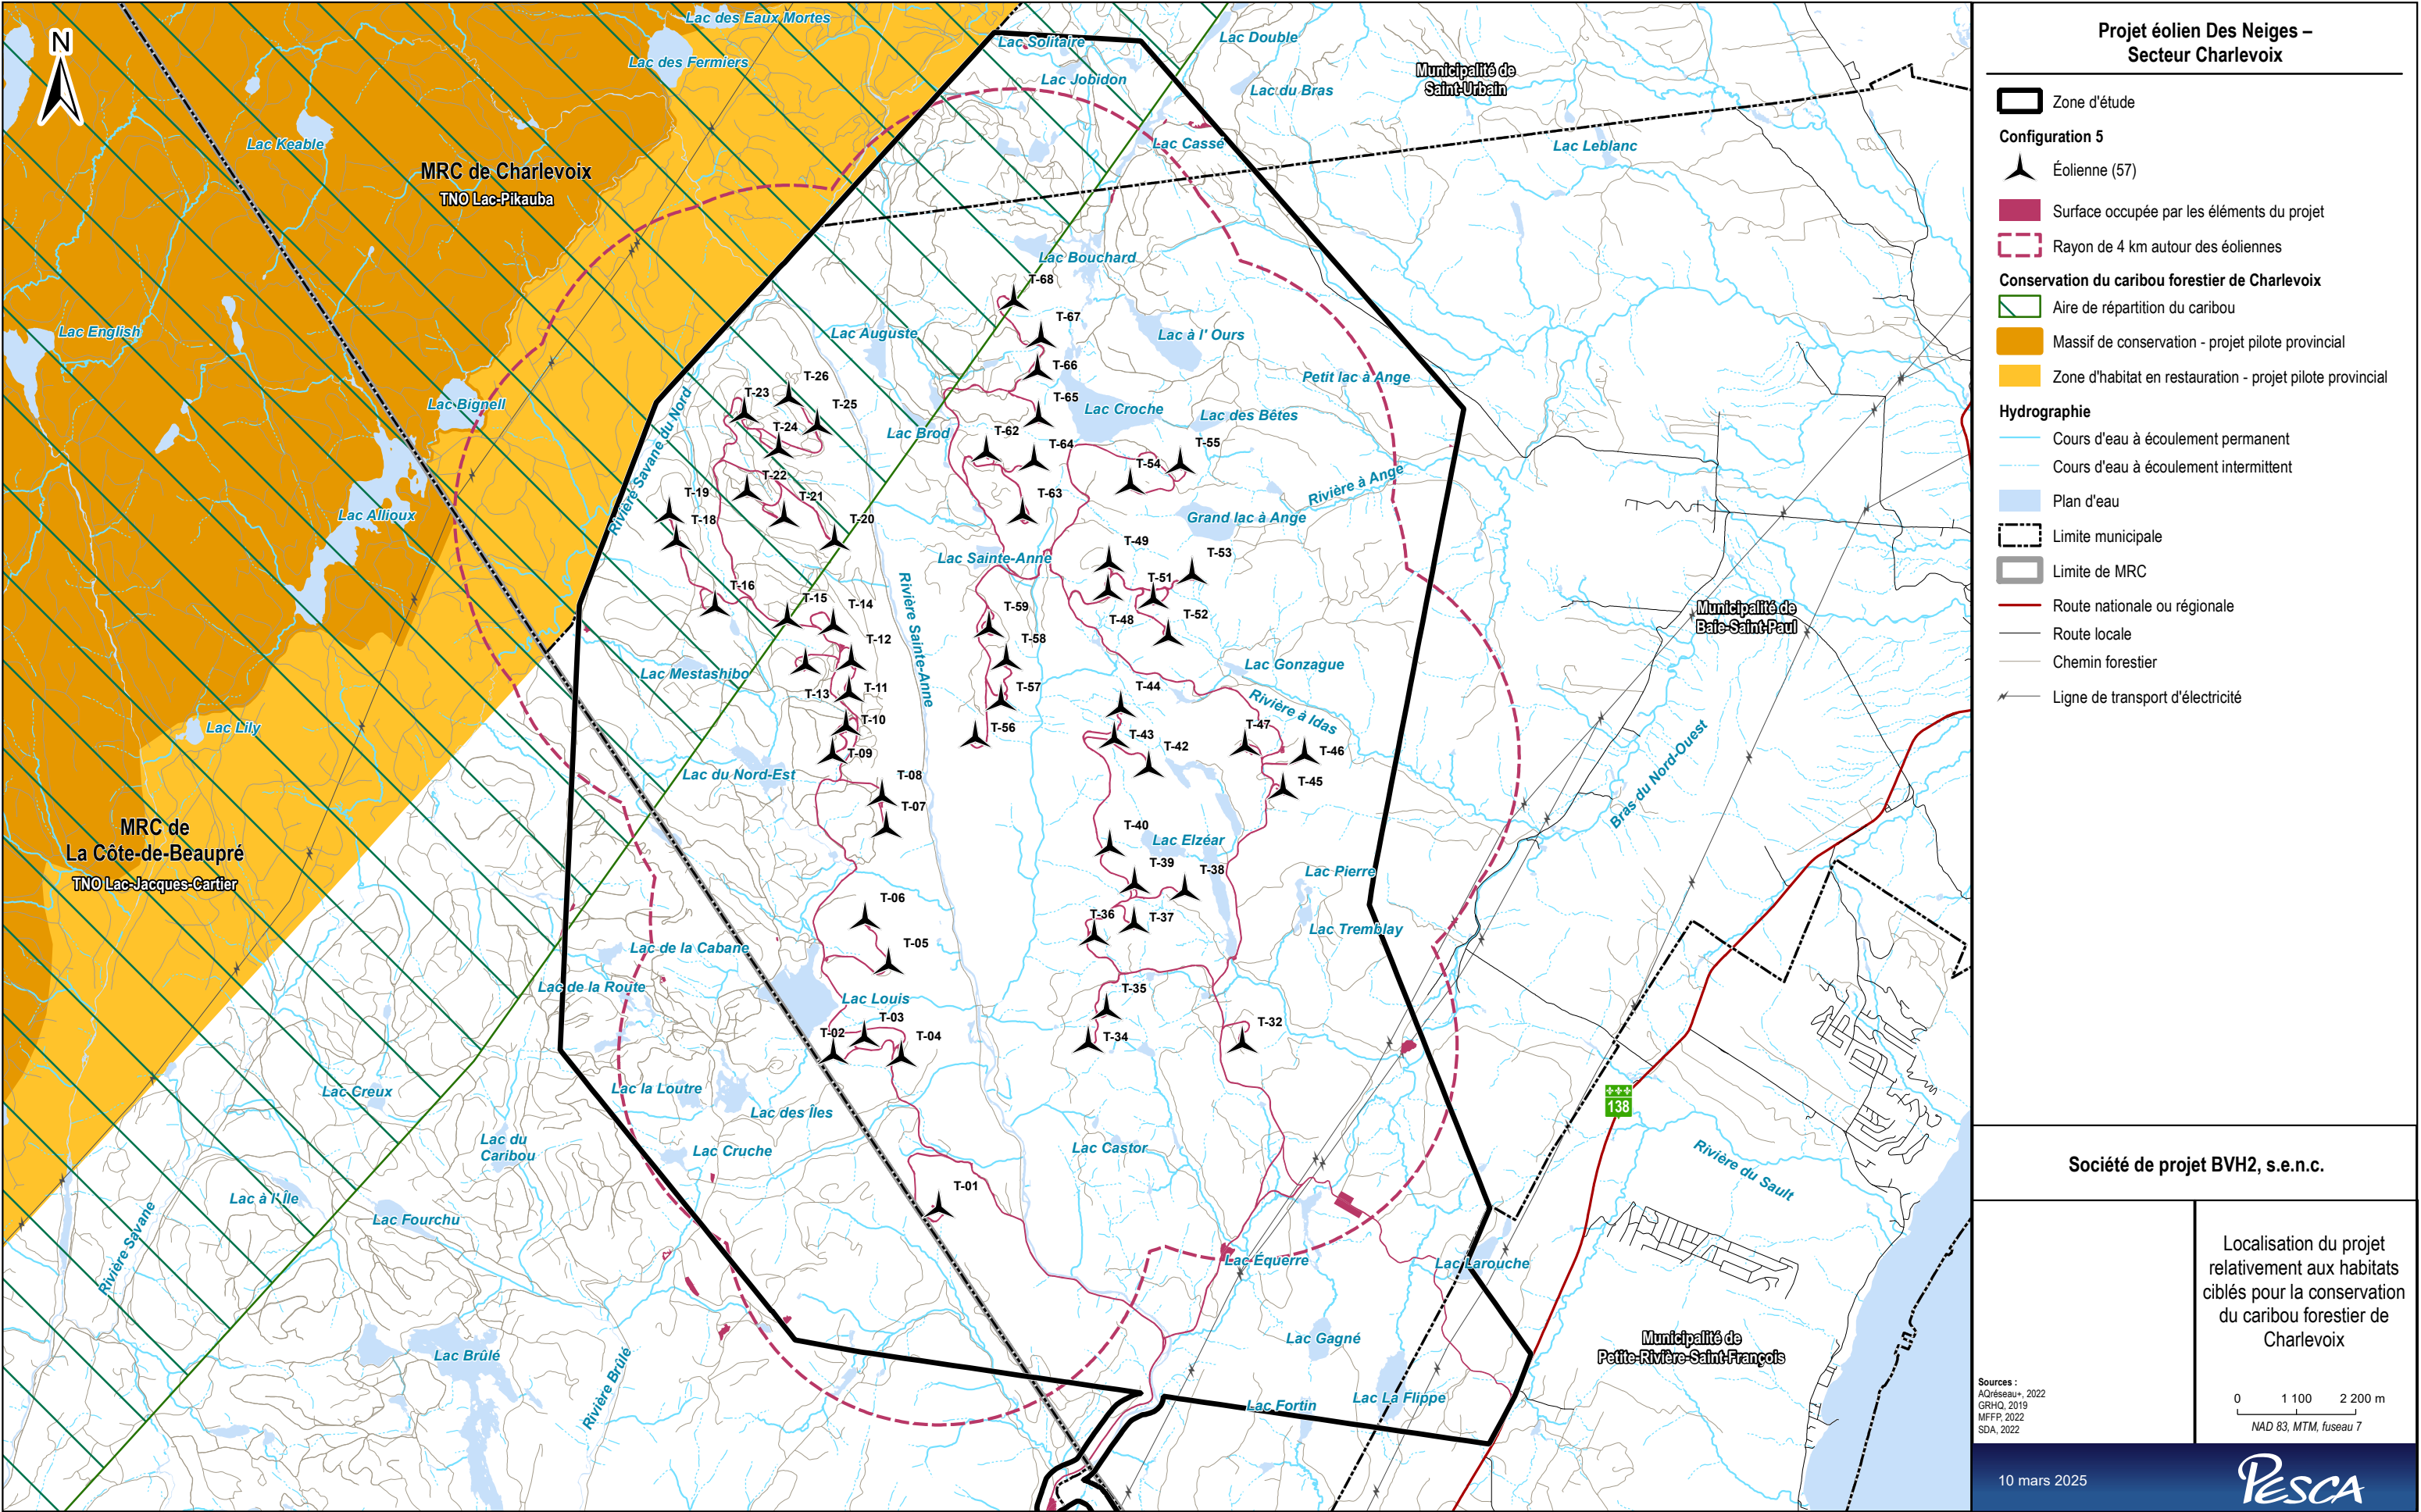 N
Lac des Eaux Mortes
Lac des Fermiers
Lac Solitaire
Lac Double
Lac Jobidon
Lac du Bras
Municipalité de
Saint-Urbain
Lac Keable
Lac Cassé
Lac Leblanc
MRC de Charlevoix
TNO Lac-Pikauba
Lac Bouchard
T-68
Lac English
Lac Auguste
T-67
Lac à l' Ours
T-66
Petit lac à Ange
T-26
T-23
T-25
T-65
Lac Croche
Lac des Bêtes
Lac Bignell
T-24
Lac Brod
T-62
T-64
T-55
T-54
Rivière Savane du Nord
T-22
T-19
T-21
T-63
Rivière à Ange
Lac Allioux
T-18
T-20
Grand lac à Ange
Lac Sainte-Anne
T-49
T-53
T-51
T-16
T-15
T-14
T-59
T-48
T-52
Rivière Sainte-Anne
Municipalité de
Baie-Saint-Paul
T-12
T-58
Lac Mestashibo
Lac Gonzague
T-13
T-11
T-57
T-44
Rivière à Idas
T-10
T-56
T-43
T-47
Lac Lily
T-09
T-42
T-46
Lac du Nord-Est
T-08
T-45
Bras du Nord-Ouest
T-07
MRC de
La Côte-de-Beaupré
TNO Lac-Jacques-Cartier
T-40
Lac Elzéar
T-39
T-38
Lac Pierre
T-06
T-36
T-37
Lac Tremblay
Lac de la Cabane
T-05
Lac de la Route
Lac Louis
T-35
T-02
T-03
T-04
T-34
T-32
Lac Creux
Lac la Loutre
Lac des Îles
138
Lac du
Caribou
Lac Cruche
Lac Castor
Rivière du Sault
Lac à l' Île
Lac Fourchu
T-01
Rivière Savane
Lac Équerre
Lac Larouche
Lac Brûlé
Rivière Brûlé
Lac Gagné
Municipalité de
Petite-Rivière-Saint-François
Lac Fortin
Lac La Flippe
Projet éolien Des Neiges –
Secteur Charlevoix
Zone d'étude
Configuration 5
Éolienne (57)
Surface occupée par les éléments du projet
Rayon de 4 km autour des éoliennes
Conservation du caribou forestier de Charlevoix
Aire de répartition du caribou
Massif de conservation - projet pilote provincial
Zone d'habitat en restauration - projet pilote provincial
Hydrographie
Cours d'eau à écoulement permanent
Cours d'eau à écoulement intermittent
Plan d'eau
Limite municipale
Limite de MRC
Route nationale ou régionale
Route locale
Chemin forestier
Ligne de transport d'électricité
Société de projet BVH2, s.e.n.c.
Localisation du projet
relativement aux habitats
ciblés pour la conservation
du caribou forestier de
Charlevoix
Sources :
AQréseau+, 2022
GRHQ, 2019
MFFP, 2022
SDA, 2022
0 1 100 2 200 m
NAD 83, MTM, fuseau 7
10 mars 2025
PESCA